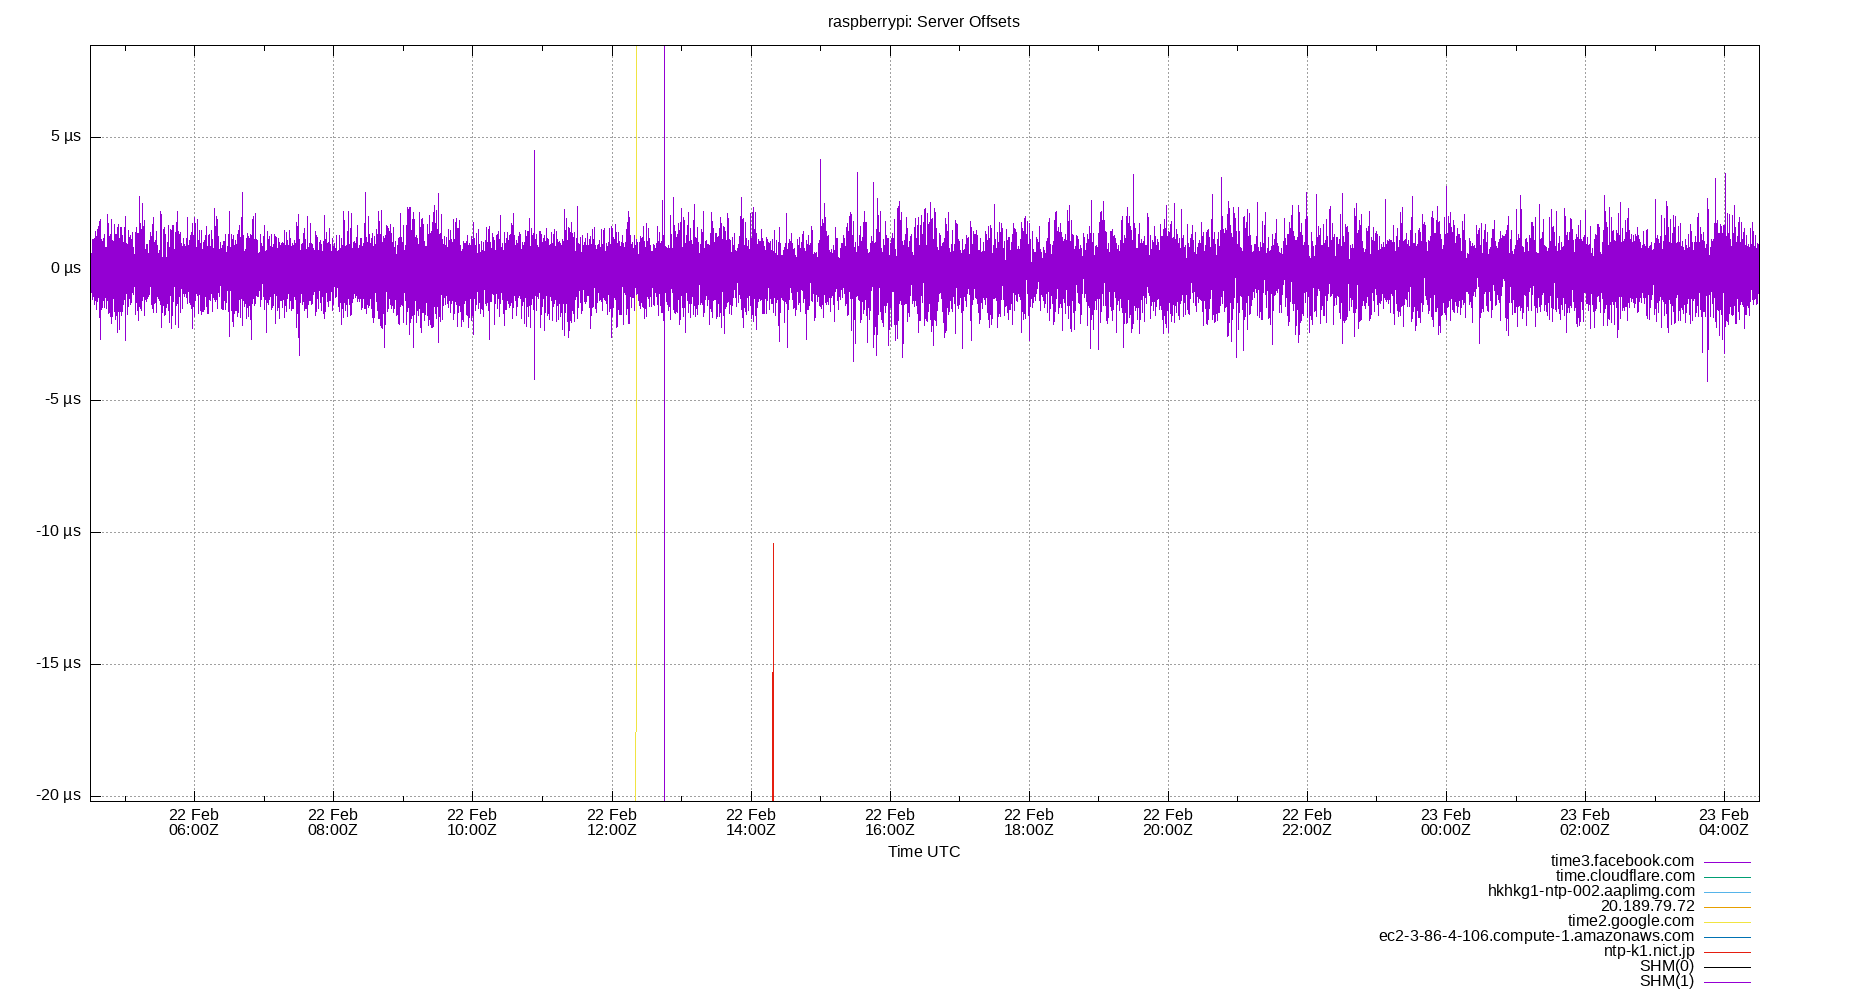 raspberrypi: Server Offsets
5 µs
0 µs
-5 µs
-10 µs
-15 µs
-20 µs
22 Feb 22 Feb 22 Feb 22 Feb 22 Feb 22 Feb 22 Feb 22 Feb 22 Feb 23 Feb 23 Feb 23 Feb
06:00Z 08:00Z 10:00Z 12:00Z 14:00Z 16:00Z 18:00Z 20:00Z 22:00Z 00:00Z 02:00Z 04:00Z
Time UTC
time3.facebook.com
time.cloudflare.com
hkhkg1-ntp-002.aaplimg.com
20.189.79.72
time2.google.com
ec2-3-86-4-106.compute-1.amazonaws.com
ntp-k1.nict.jp
SHM(0)
SHM(1)